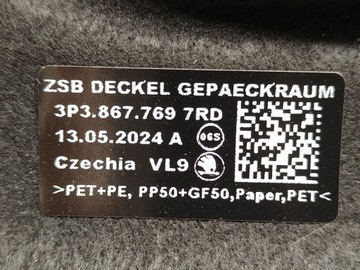 ZSB DECKEL GEPAECKRAUM
3P3.867.769 7RD
13.05.2024 A 06S
Czechia VL9
>PET+PE, PP50+GF50,Paper,PET<